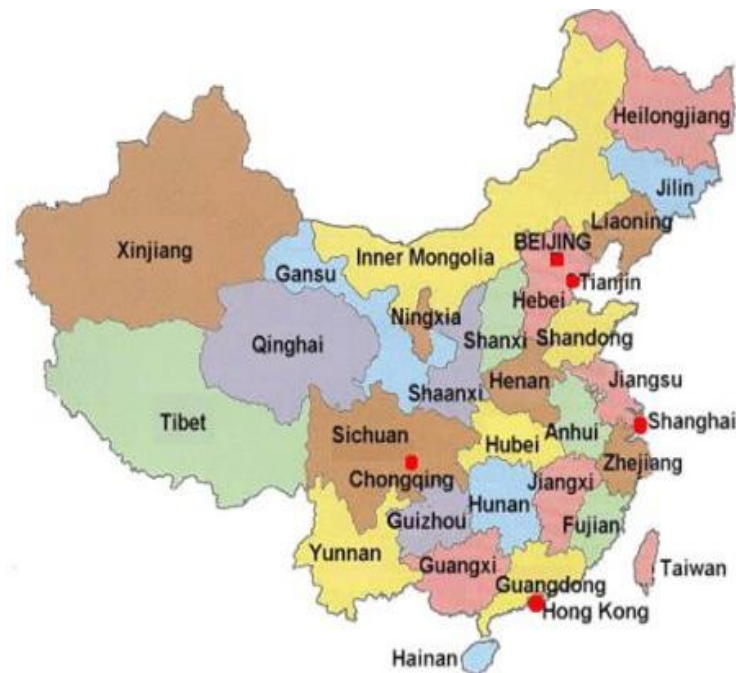 Heilongjiang
Jilin
Liaoning
Xinjiang
BEIJING
Inner Mongolia
Gansu
Tianjin
Hebei
Ningxia
Shanxi
Shandong
Qinghai
Henan
Jiangsu
Shaanxi
Tibet
Shanghai
Sichuan
Anhui
Hubei
Zhejiang
Chongqing
Jiangxi
Hunan
Guizhou
Fujian
Yunnan
Guangxi
Taiwan
Guangdong
Hong Kong
Hainan